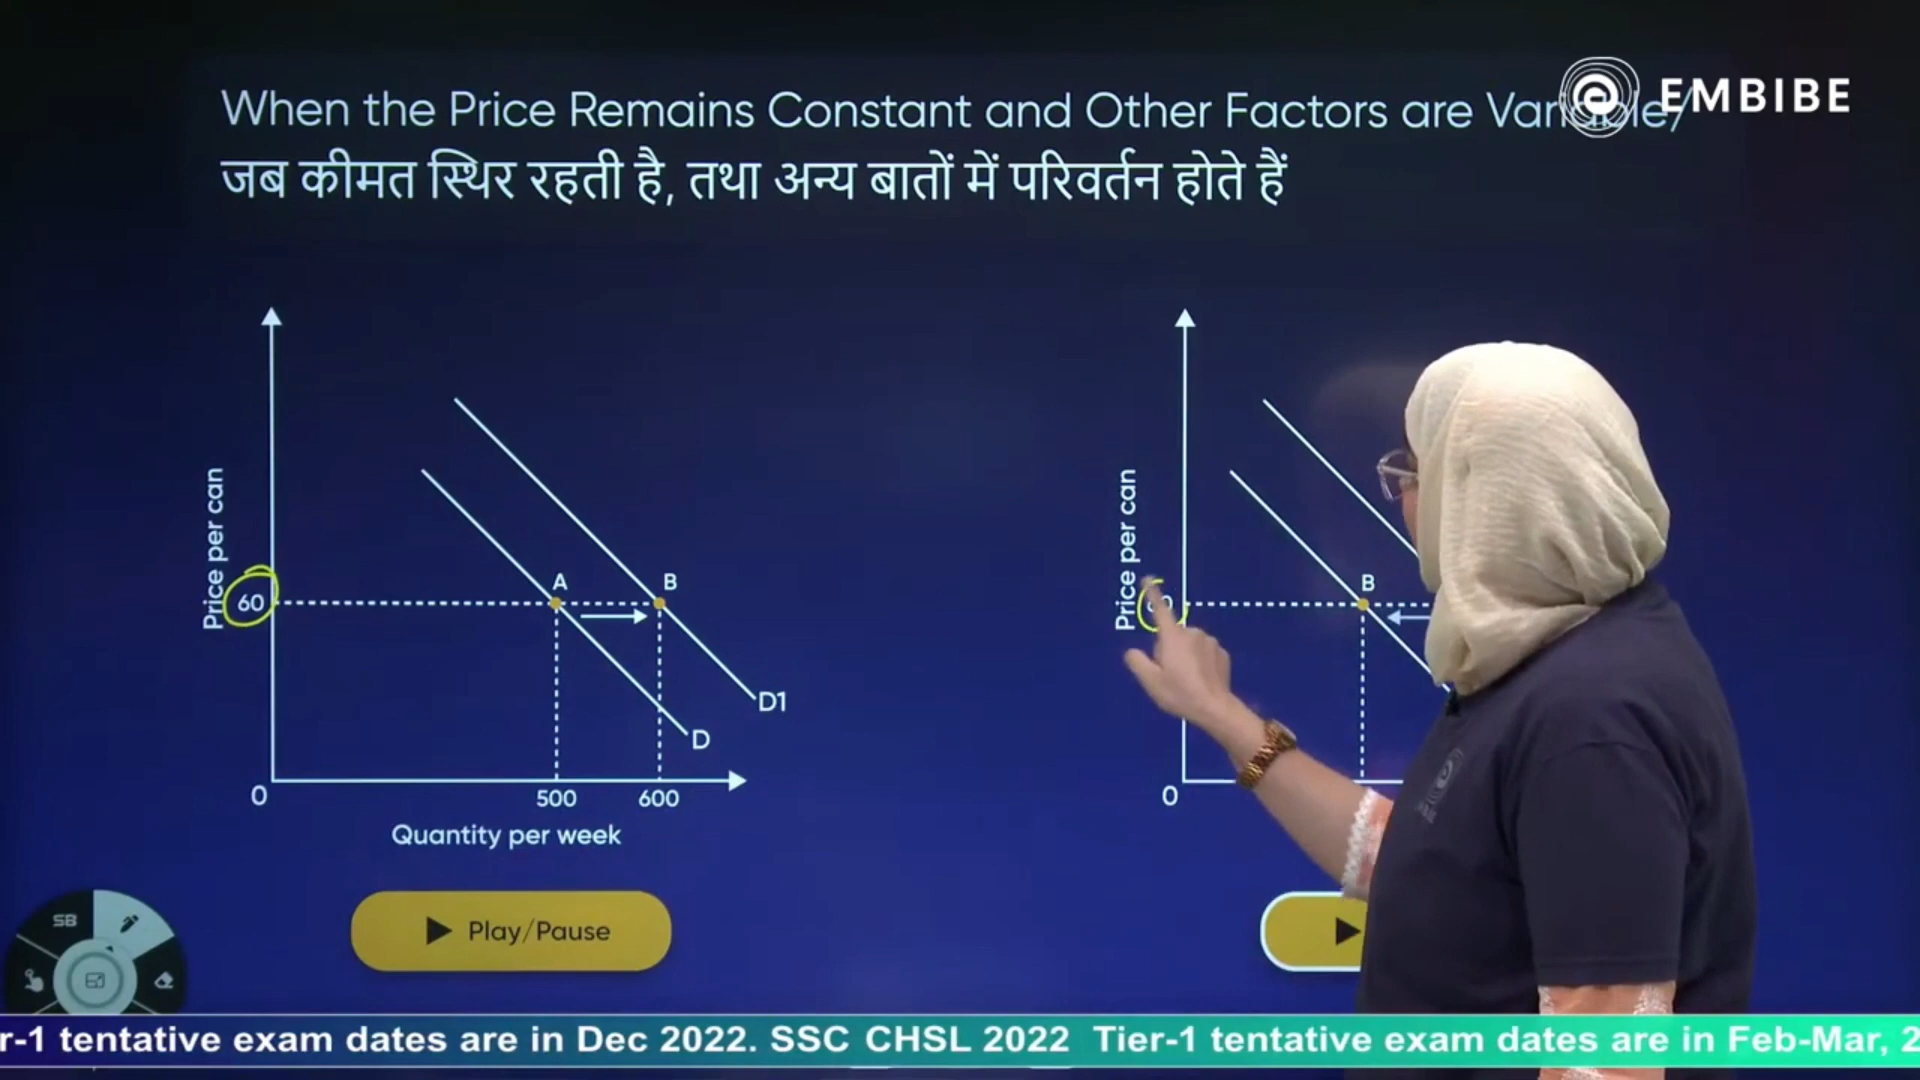 When the Price Remains Constant and Other Factors are
EMBIBE
जब कीमत स्थिर रहती है, तथा अन्य बातों में परिवर्तन होते हैं
Price per can
60
A
B
D1
D
0
500
600
Quantity per week
Play/Pause
Price per can
B
0
SB
r-1 tentative exam dates are in Dec 2022. SSC CHSL 2022 Tier-1 tentative exam dates are in Feb-Mar, 2